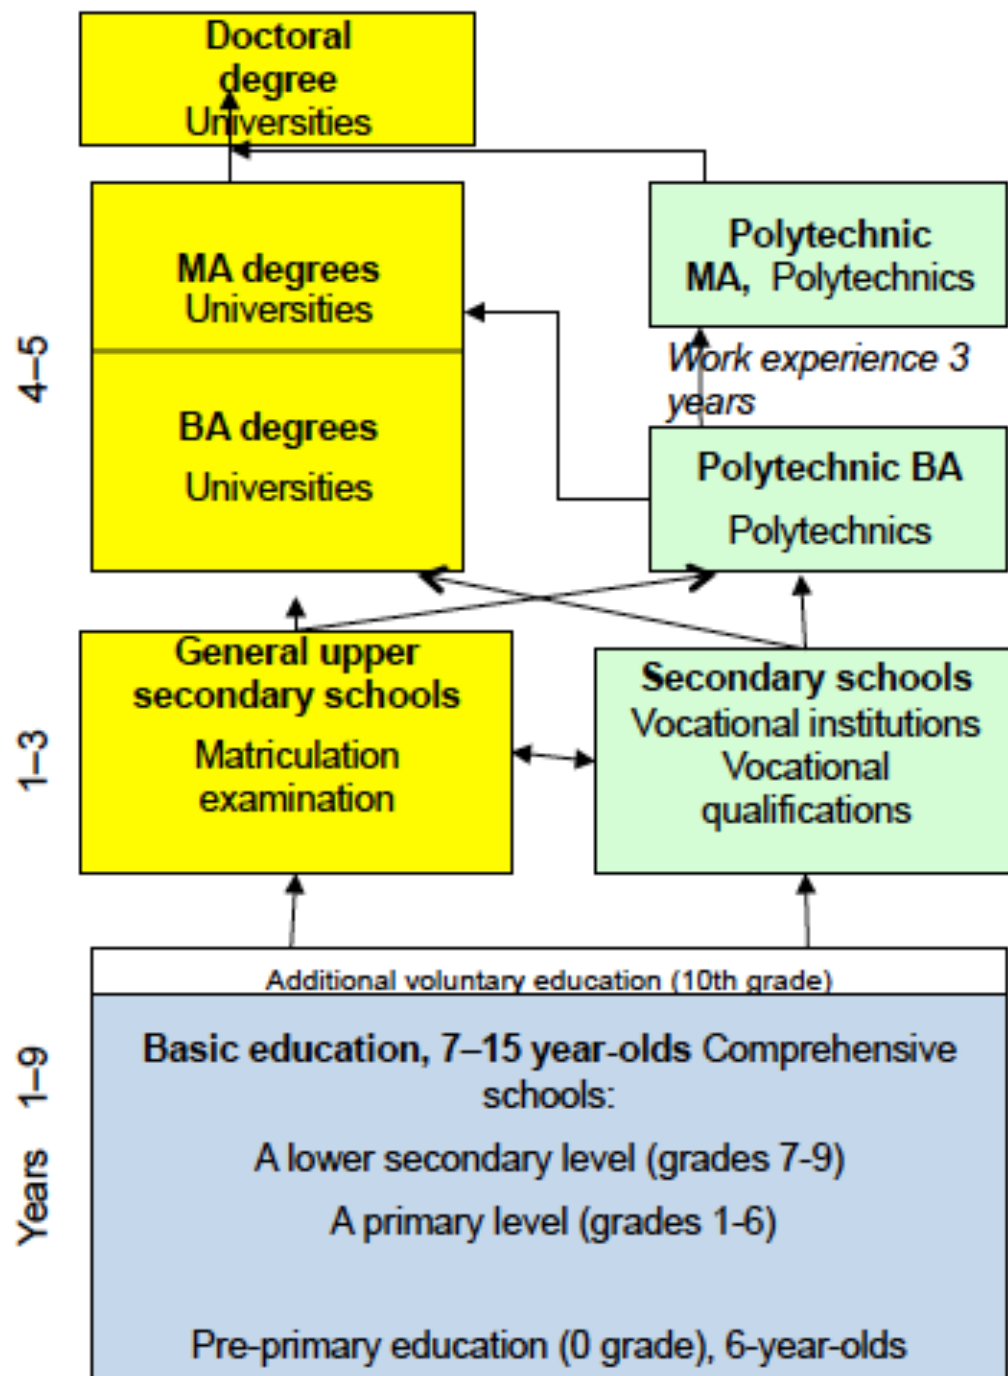 Doctoral
degree
Universities
MA degrees
Universities
Polytechnic
MA, Polytechnics
Work experience 3
years
BA degrees
Universities
Polytechnic BA
Polytechnics
4–5
General upper
secondary schools
Matriculation
examination
Secondary schools
Vocational institutions
Vocational
qualifications
1–3
Additional voluntary education (10th grade)
Basic education, 7–15 year-olds Comprehensive
schools:
A lower secondary level (grades 7-9)
A primary level (grades 1-6)
Pre-primary education (0 grade), 6-year-olds
Years 1–9